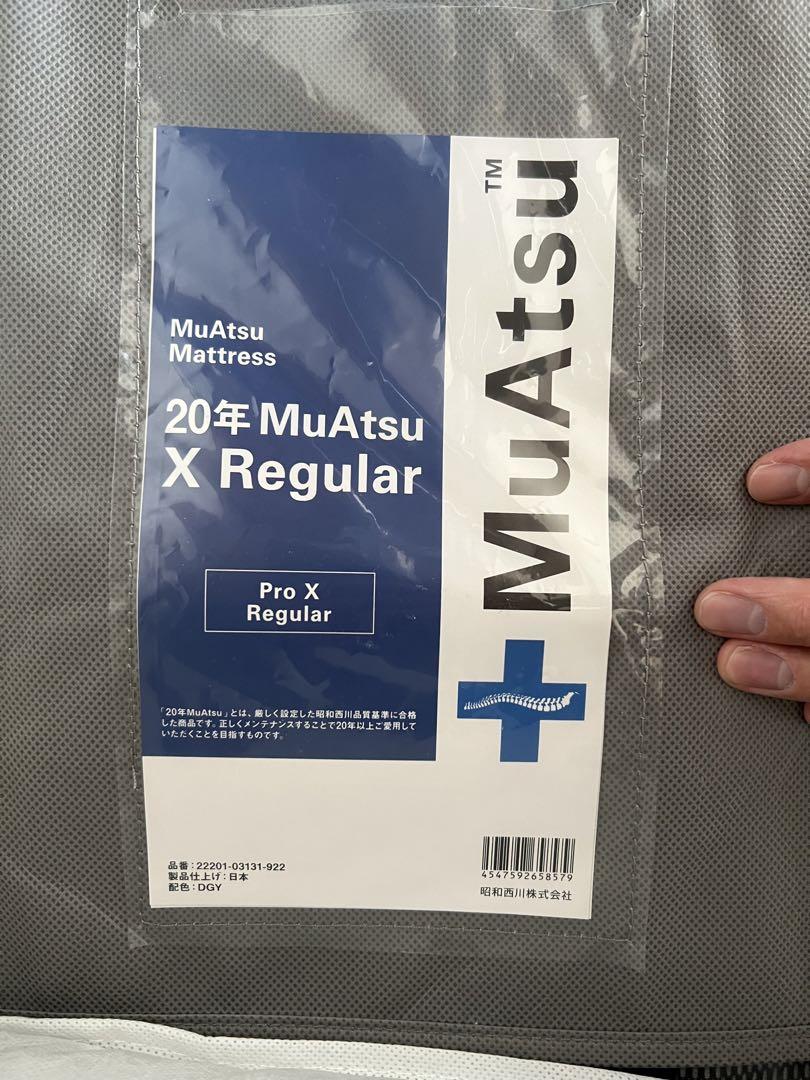 MuAtsu
Mattress
20年 MuAtsu
X Regular
Pro X
Regular
「20年MuAtsu」とは、厳しく設定した昭和西川品質基準に合格
した商品です。正しくメンテナンスすることで20年以上ご愛用して
いただくことを目指すものです。
品番：22201-03131-922
製品仕上げ：日本
配色：DGY
MuAtsu™
4547592658579
昭和西川株式会社